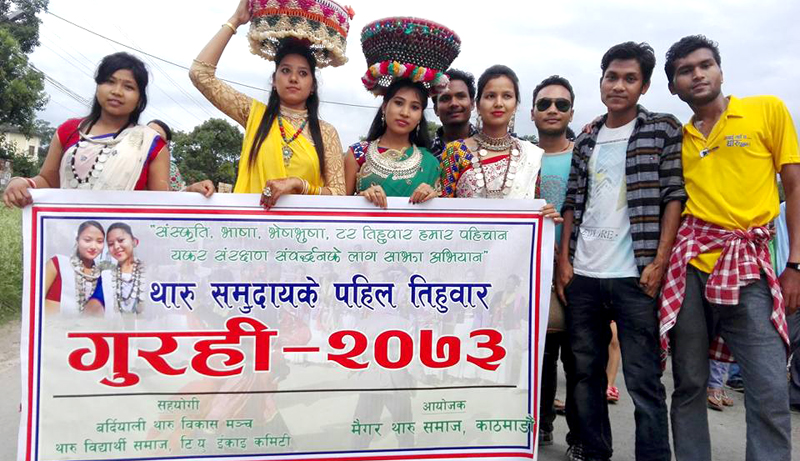 "संस्कृति, भाषा, भेषभुषा, टर तिहुवार हमार पहिचान
यकर संरक्षण संवर्द्धनके लाग साझा अभियान"
थारु समुदायके पहिल तिहुवार
गुरही-२०७३
सहयोगी
बर्दियाली थारु विकास मञ्च
थारु विद्यार्थी समाज, टि.यू. इकाइ कमिटी
आयोजक
मैगर थारु समाज, काठमाडौं